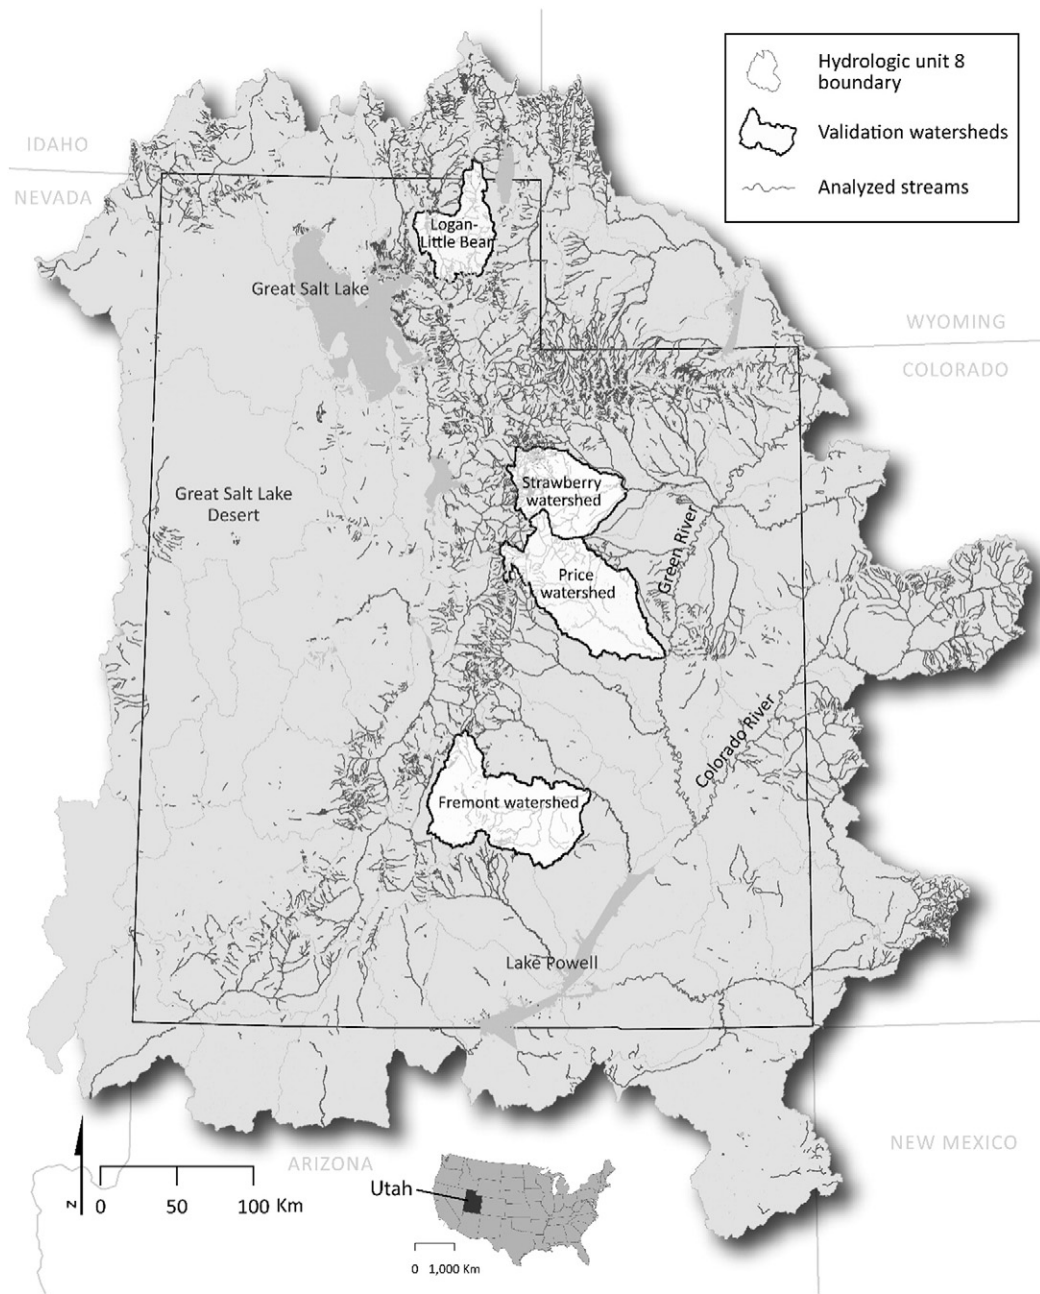 Hydrologic unit 8
boundary
Validation watersheds
Analyzed streams
IDAHO
NEVADA
Logan-
Little Bear
Great Salt Lake
WYOMING
COLORADO
Strawberry
watershed
Great Salt Lake
Desert
Green River
Price
watershed
Colorado River
Fremont watershed
Lake Powell
NEW MEXICO
ARIZONA
N
0 50 100 Km
Utah
0 1,000 Km